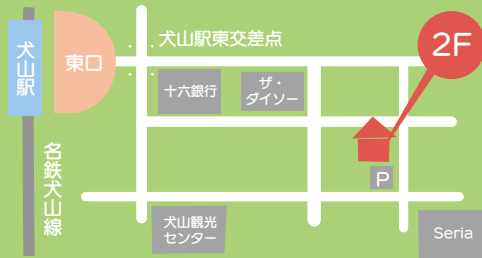 犬山駅
東口
犬山駅東交差点
2F
十六銀行
ザ・
ダイソー
P
名鉄犬山線
犬山観光
センター
Seria